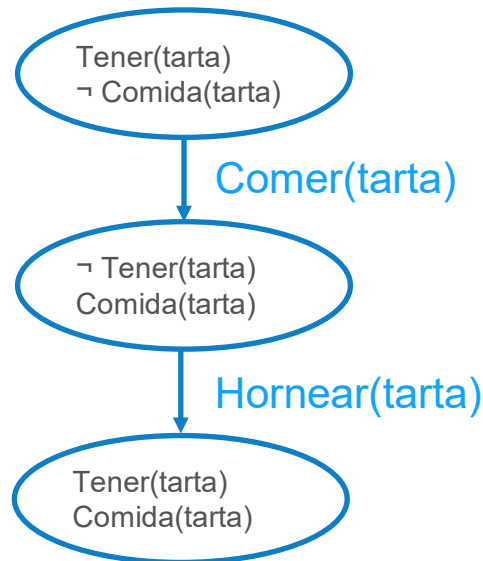 Tener(tarta)
¬ Comida(tarta)
Comer(tarta)
¬ Tener(tarta)
Comida(tarta)
Hornear(tarta)
Tener(tarta)
Comida(tarta)